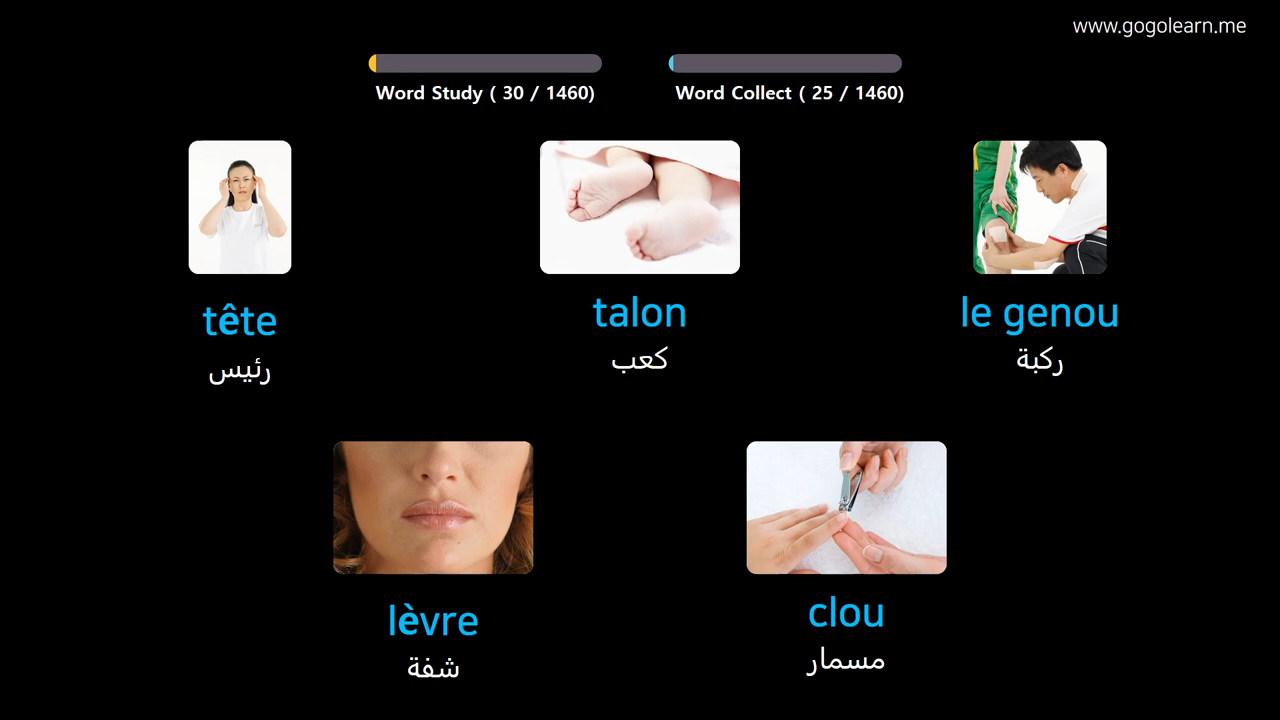 www.gogolearn.me
Word Study ( 30 / 1460)
Word Collect ( 25 / 1460)
tête
رئيس
talon
كعب
le genou
ركبة
lèvre
شفة
clou
مسمار